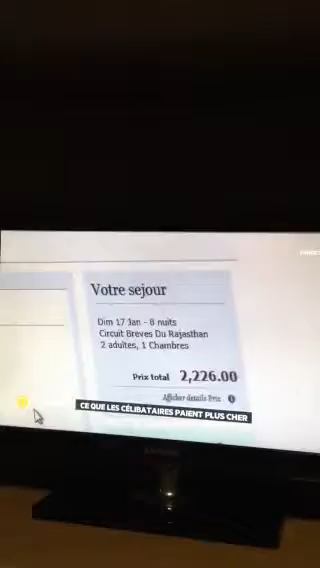 Votre sejour
Dim 17 Jan - 8 nuits
Circuit Breves Du Rajasthan
2 adultes, 1 Chambres
Prix total 2,226.00
Afficher details Prix
CE QUE LES CÉLIBATAIRES PAIENT PLUS CHER